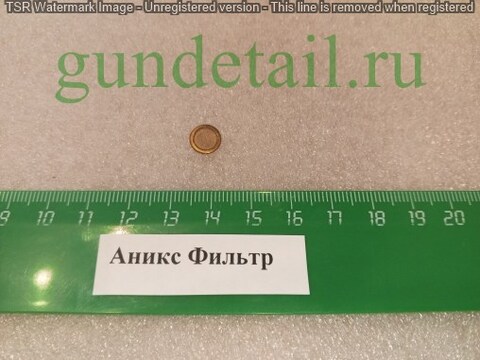 TSR Watermark Image - Unregistered version - This line is removed when registered
gundetail.ru
9 10 11 12 13 14 15 16 17 18 19 20
Аникс Фильтр